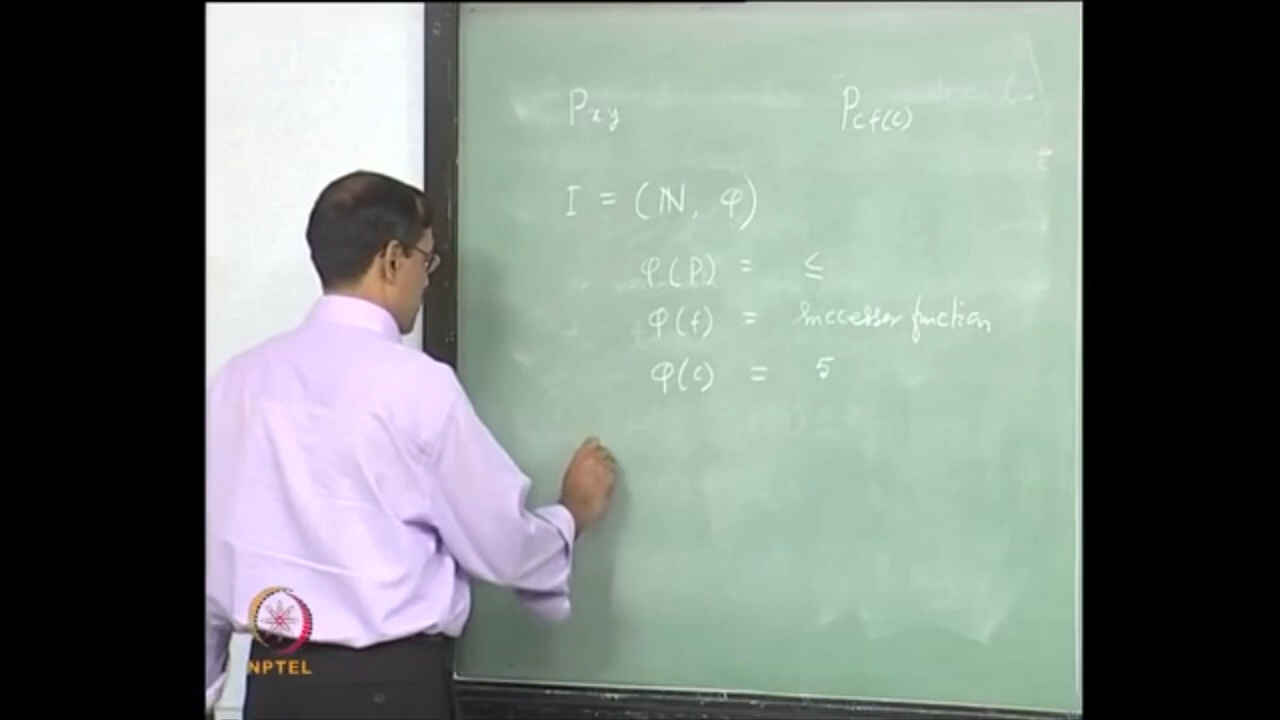 Pxy Pcf(c)
I = (ℕ, φ)
φ(P) = ≤
φ(f) = successor function
φ(c) = 5
NPTEL